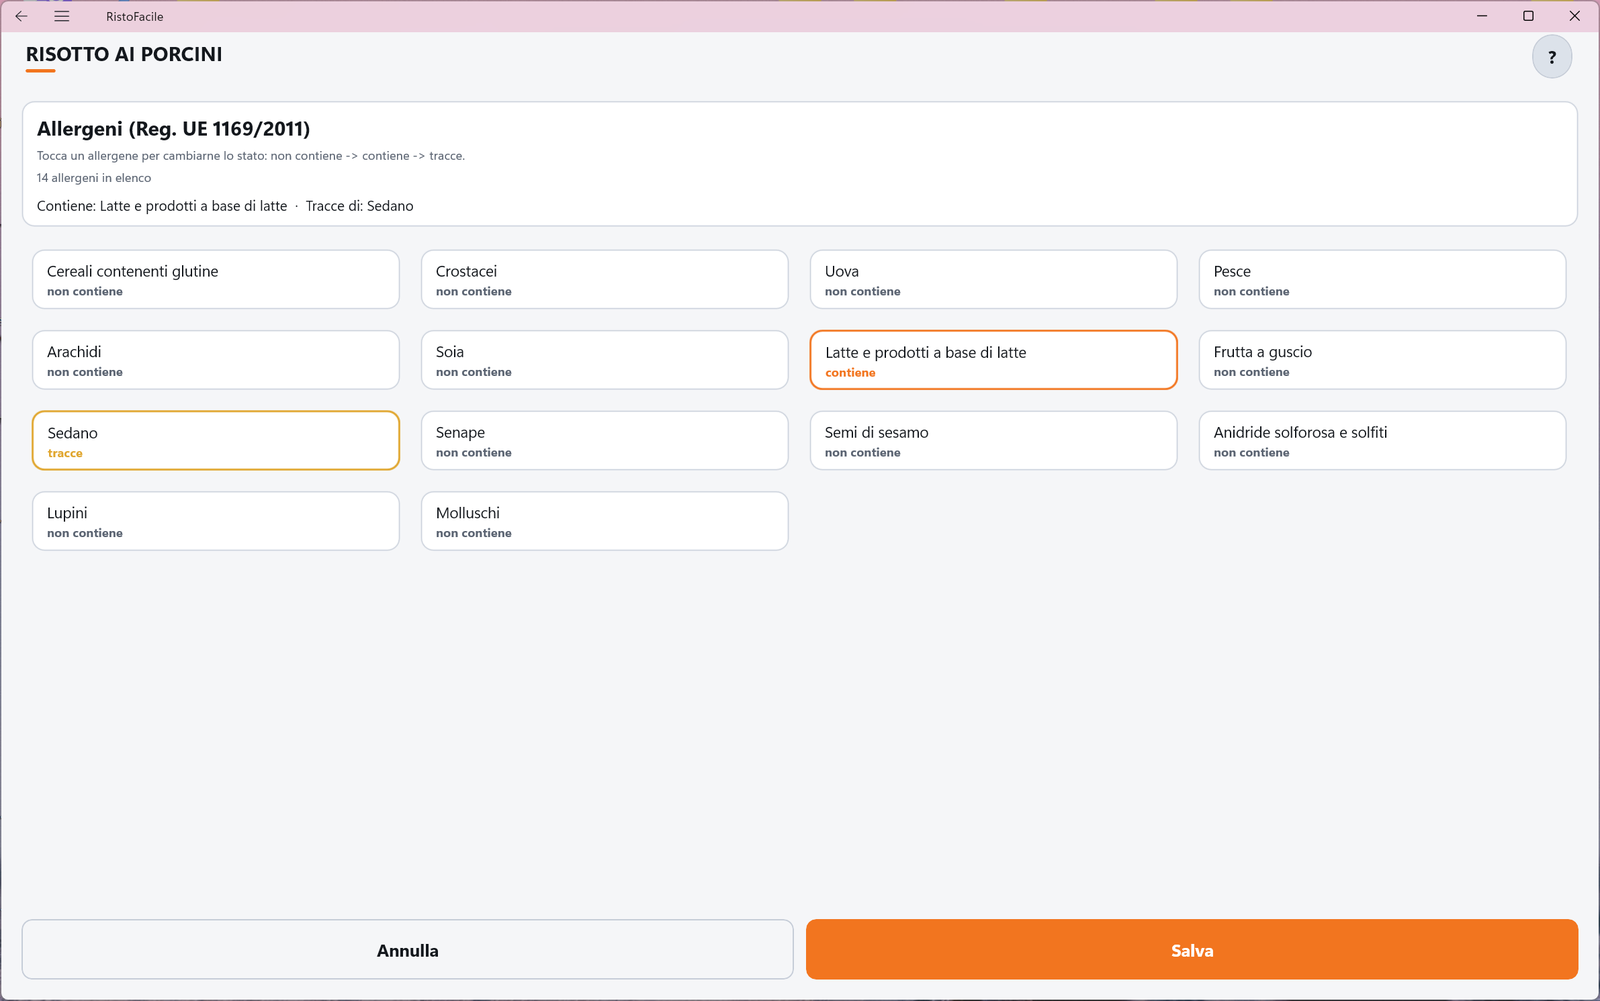 RistoFacile
RISOTTO AI PORCINI
?
Allergeni (Reg. UE 1169/2011)
Tocca un allergene per cambiarne lo stato: non contiene -> contiene -> tracce.
14 allergeni in elenco
Contiene: Latte e prodotti a base di latte · Tracce di: Sedano
Cereali contenenti glutine
non contiene
Crostacei
non contiene
Uova
non contiene
Pesce
non contiene
Arachidi
non contiene
Soia
non contiene
Latte e prodotti a base di latte
contiene
Frutta a guscio
non contiene
Sedano
tracce
Senape
non contiene
Semi di sesamo
non contiene
Anidride solforosa e solfiti
non contiene
Lupini
non contiene
Molluschi
non contiene
Annulla
Salva